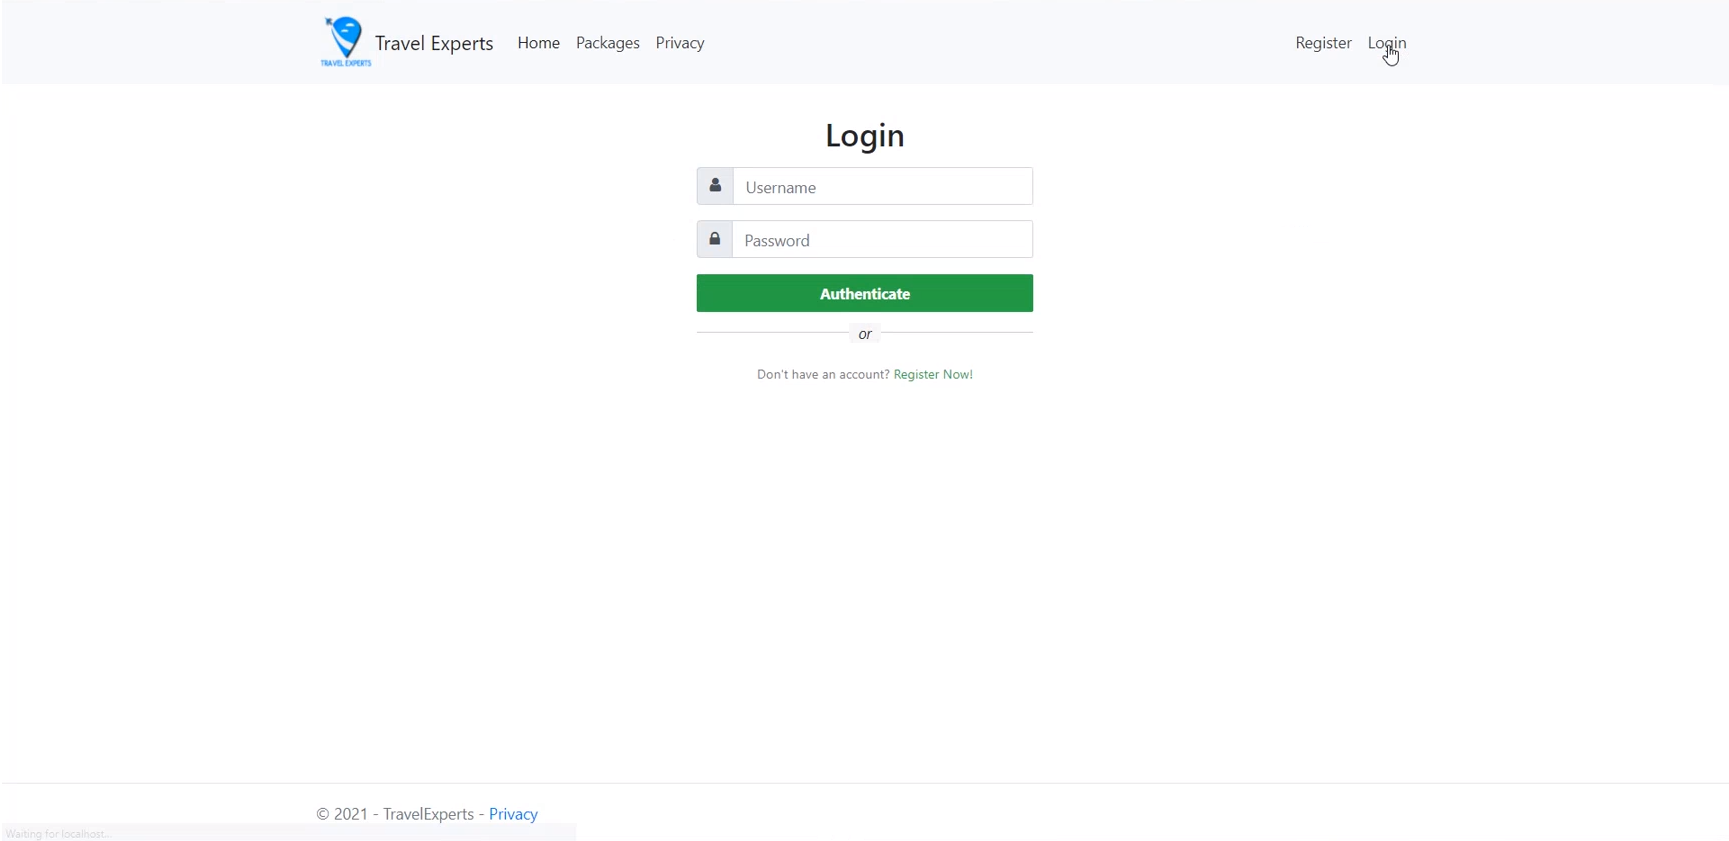 TRAVEL EXPERTS
Travel Experts Home Packages Privacy Register Login
Login
Username
Password
Authenticate
or
Don't have an account? Register Now!
© 2021 - TravelExperts - Privacy
Waiting for localhost...